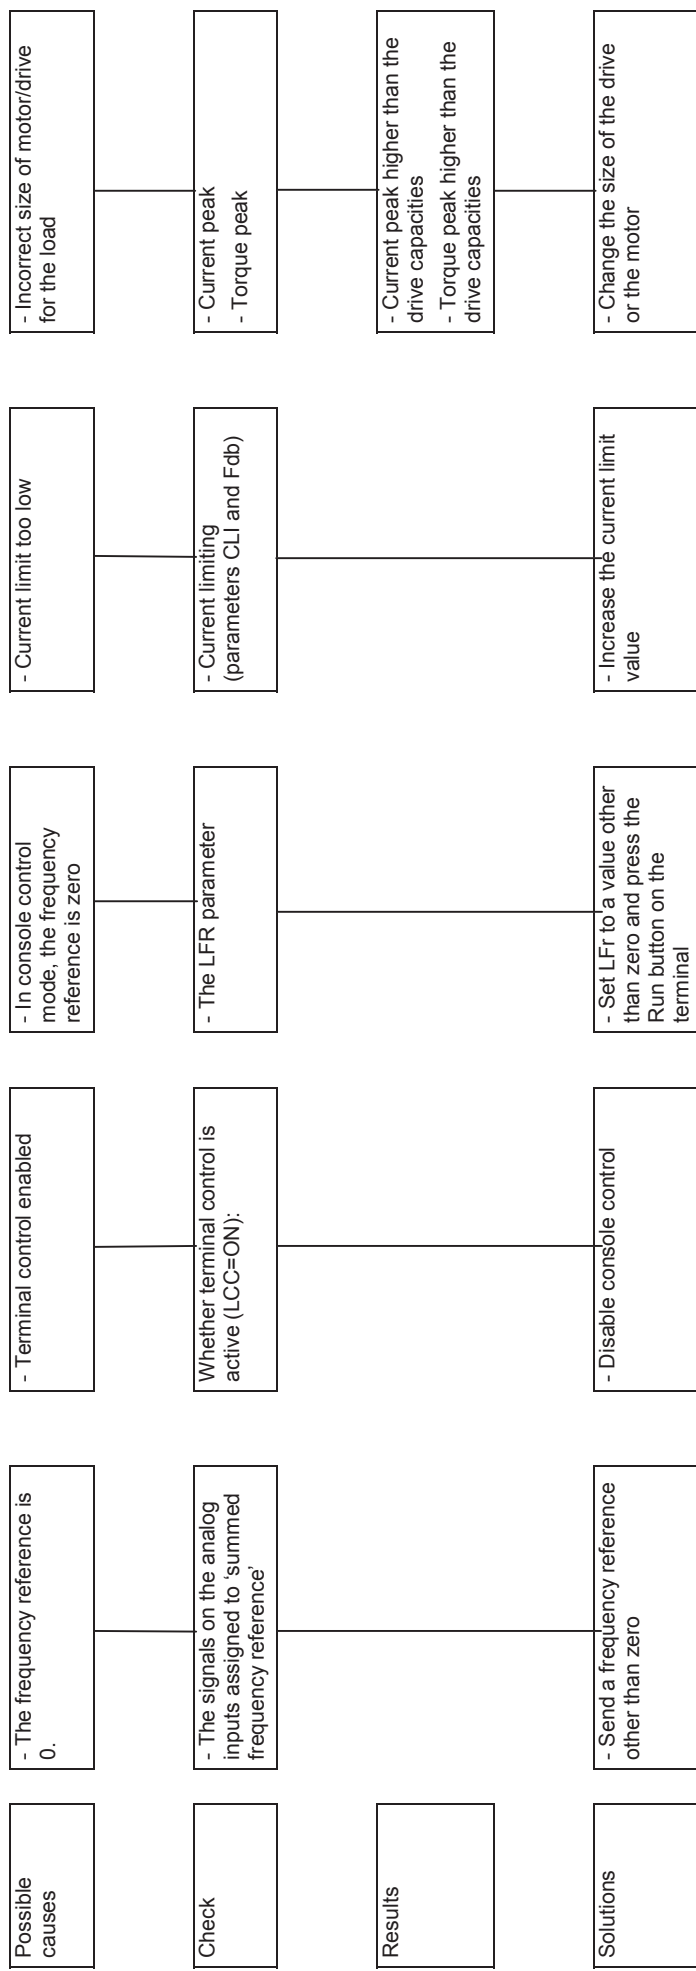 Possible
causes
- The frequency reference is
0.
- Terminal control enabled
- In console control
mode, the frequency
reference is zero
- Current limit too low
- Incorrect size of motor/drive
for the load
Check
- The signals on the analog
inputs assigned to ‘summed
frequency reference’
Whether terminal control is
active (LCC=ON):
- The LFR parameter
- Current limiting
(parameters CLI and Fdb)
- Current peak
- Torque peak
Results
- Current peak higher than the
drive capacities
- Torque peak higher than the
drive capacities
Solutions
- Send a frequency reference
other than zero
- Disable console control
- Set LFr to a value other
than zero and press the
Run button on the
terminal
- Increase the current limit
value
- Change the size of the drive
or the motor